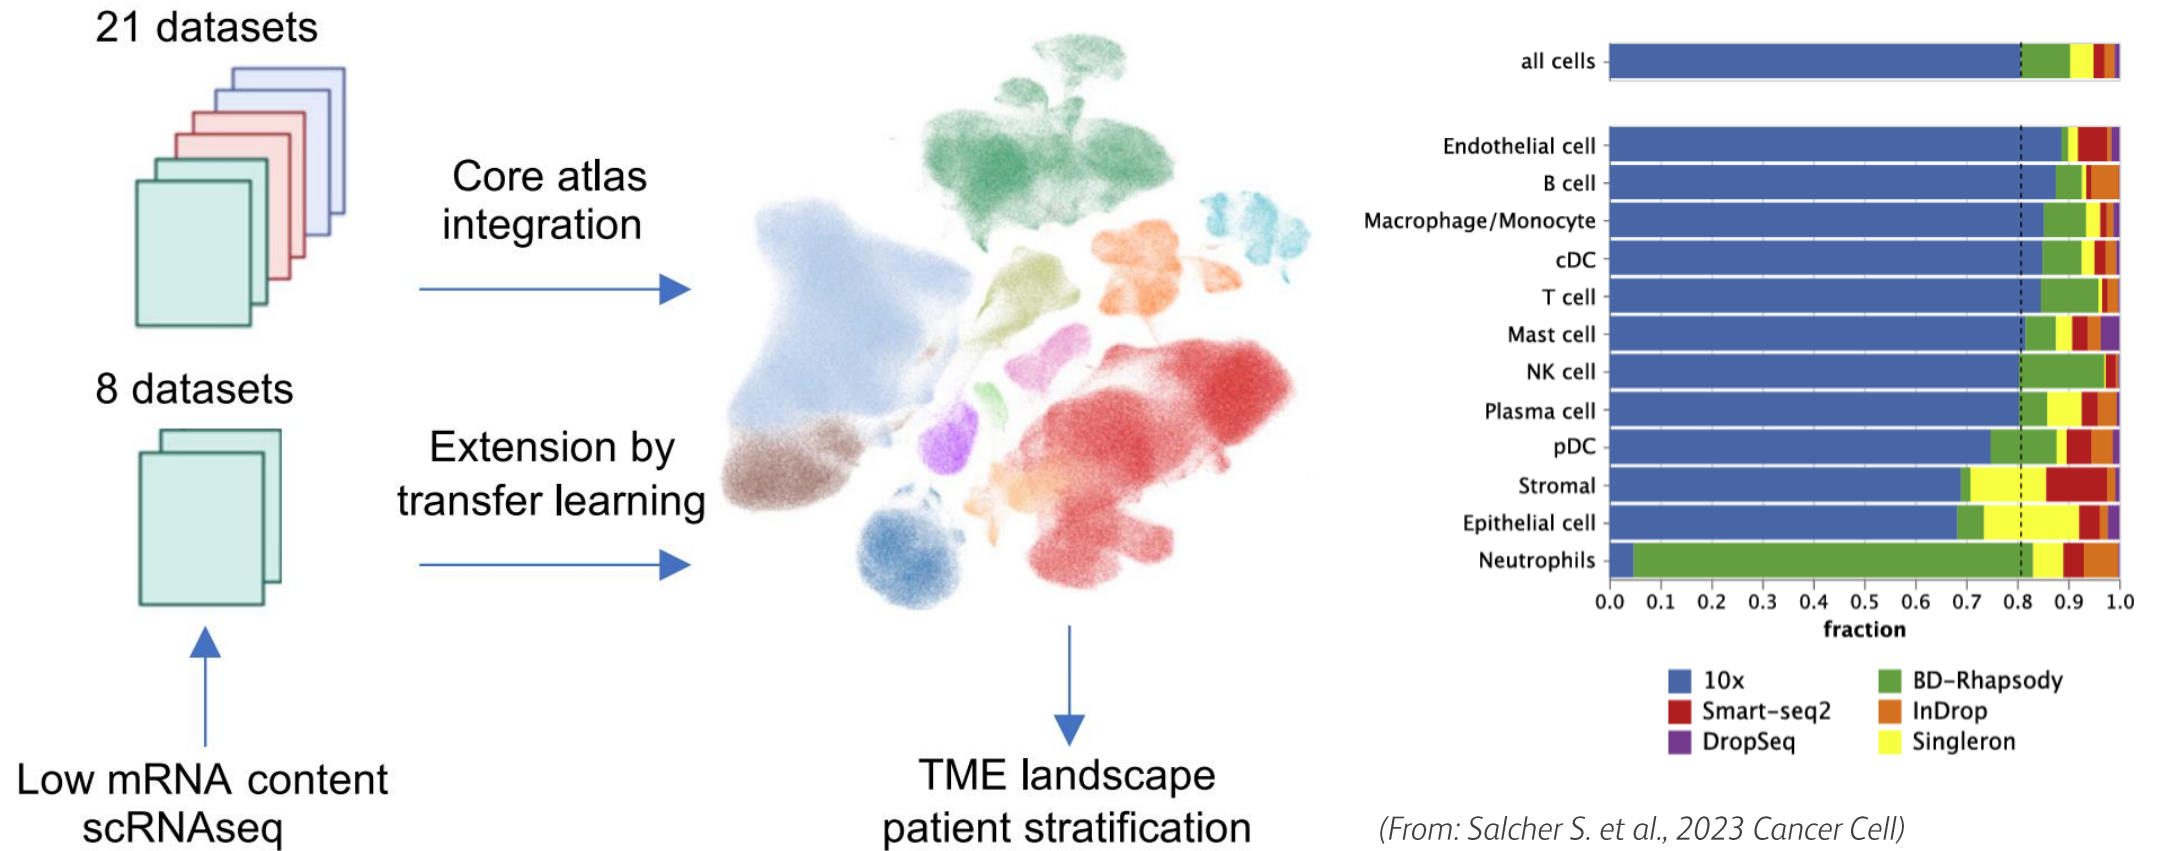 21 datasets
Core atlas
integration
8 datasets
Extension by
transfer learning
Low mRNA content
scRNAseq
TME landscape
patient stratification
all cells
Endothelial cell
B cell
Macrophage/Monocyte
cDC
T cell
Mast cell
NK cell
Plasma cell
pDC
Stromal
Epithelial cell
Neutrophils
0.0 0.1 0.2 0.3 0.4 0.5 0.6 0.7 0.8 0.9 1.0
fraction
10x BD-Rhapsody
Smart-seq2 InDrop
DropSeq Singleron
(From: Salcher S. et al., 2023 Cancer Cell)